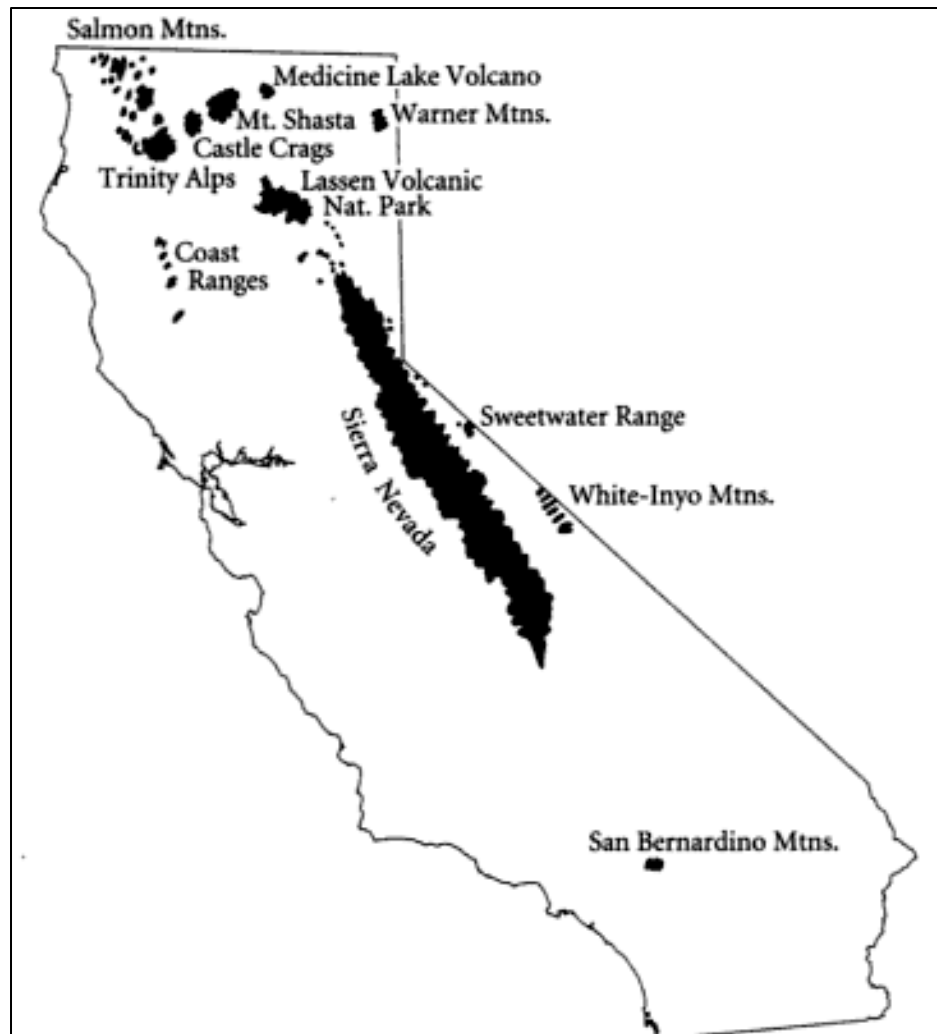 Salmon Mtns.
Medicine Lake Volcano
Mt. Shasta
Warner Mtns.
Castle Crags
Trinity Alps
Lassen Volcanic
Nat. Park
Coast
Ranges
Sierra Nevada
Sweetwater Range
White-Inyo Mtns.
San Bernardino Mtns.